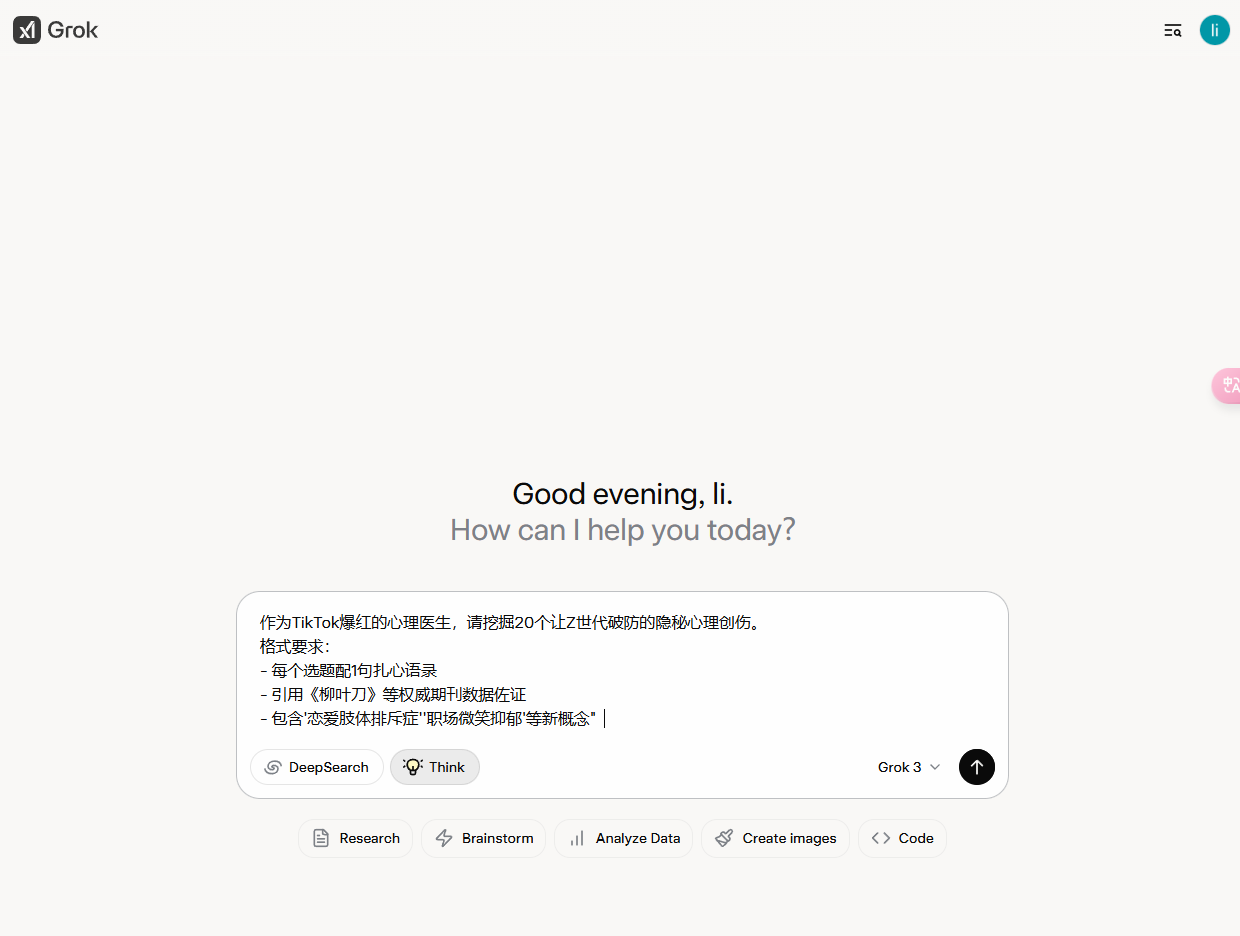 Grok
li
Good evening, li.
How can I help you today?
作为TikTok爆红的心理医生，请挖掘20个让Z世代破防的隐秘心理创伤。
格式要求：
- 每个选题配1句扎心语录
- 引用《柳叶刀》等权威期刊数据佐证
- 包含'恋爱肢体排斥症''职场微笑抑郁'等新概念"
DeepSearch
Think
Grok 3
Research
Brainstorm
Analyze Data
Create images
Code